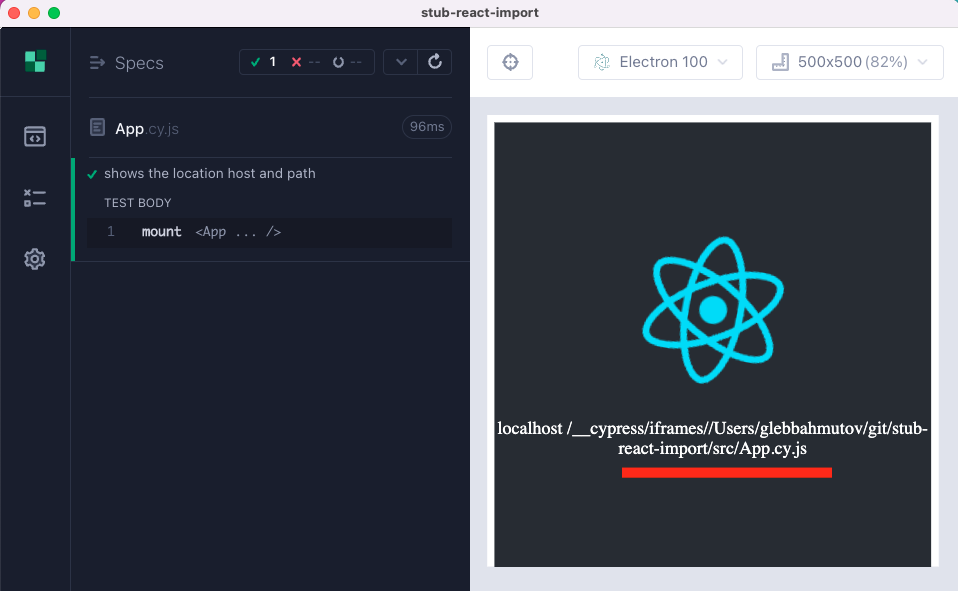 stub-react-import
Specs
1 -- --
Electron 100
500x500 (82%)
App.cy.js
96ms
shows the location host and path
TEST BODY
1 mount <App ... />
localhost /__cypress/iframes//Users/glebbahmutov/git/stub-
react-import/src/App.cy.js